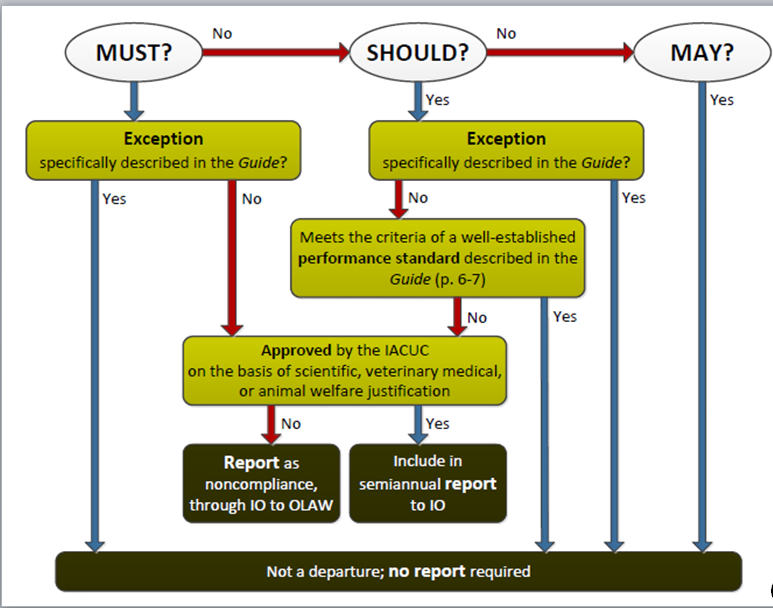 MUST?
No
SHOULD?
No
MAY?
Yes
Yes
Exception
specifically described in the Guide?
Exception
specifically described in the Guide?
Yes
No
No
Yes
Meets the criteria of a well-established
performance standard described in the
Guide (p. 6-7)
No
Yes
Approved by the IACUC
on the basis of scientific, veterinary medical,
or animal welfare justification
No
Yes
Report as
noncompliance,
through IO to OLAW
Include in
semiannual report
to IO
Not a departure; no report required